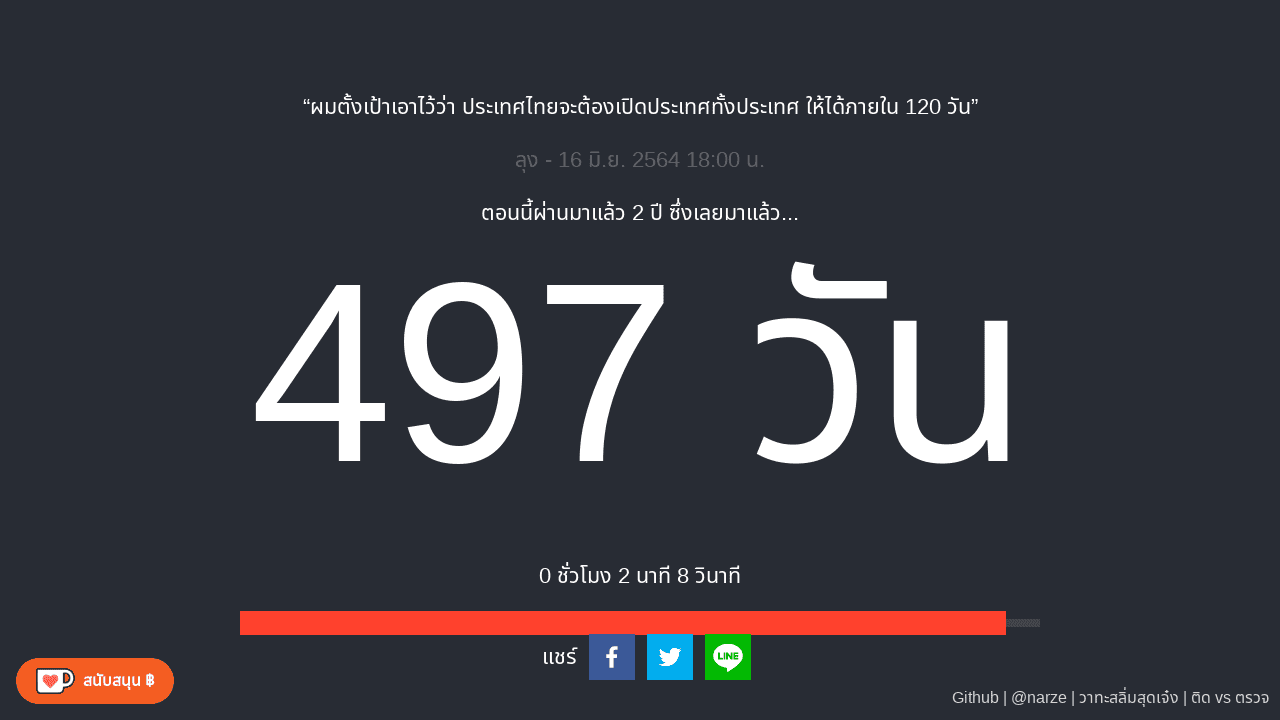 “ผมตั้งเป้าเอาไว้ว่า ประเทศไทยจะต้องเปิดประเทศทั้งประเทศ ให้ได้ภายใน 120 วัน”
ลุง - 16 มิ.ย. 2564 18:00 น.
ตอนนี้ผ่านมาแล้ว 2 ปี ซึ่งเลยมาแล้ว...
497 วัน
0 ชั่วโมง 2 นาที 8 วินาที
แชร์
LINE
สนับสนุน ฿
Github | @narze | วาทะสลิ่มสุดเจ๋ง | ติด vs ตรวจ